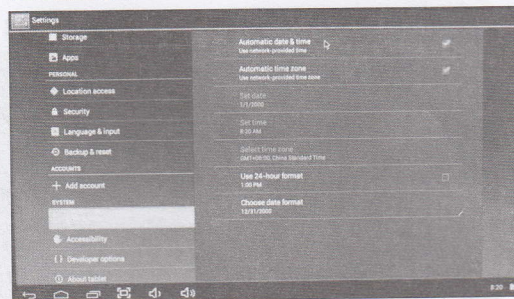 Settings
Storage
Apps
PERSONAL
Location access
Security
Language & input
Backup & reset
ACCOUNTS
Add account
SYSTEM
Accessibility
{ } Developer options
About tablet
Automatic date & time
Use network-provided time
Automatic time zone
Use network-provided time zone
Set date
1/1/2000
Set time
8:20 AM
Select time zone
GMT+08:00, China Standard Time
Use 24-hour format
1:00 PM
Choose date format
12/31/2000
8:20